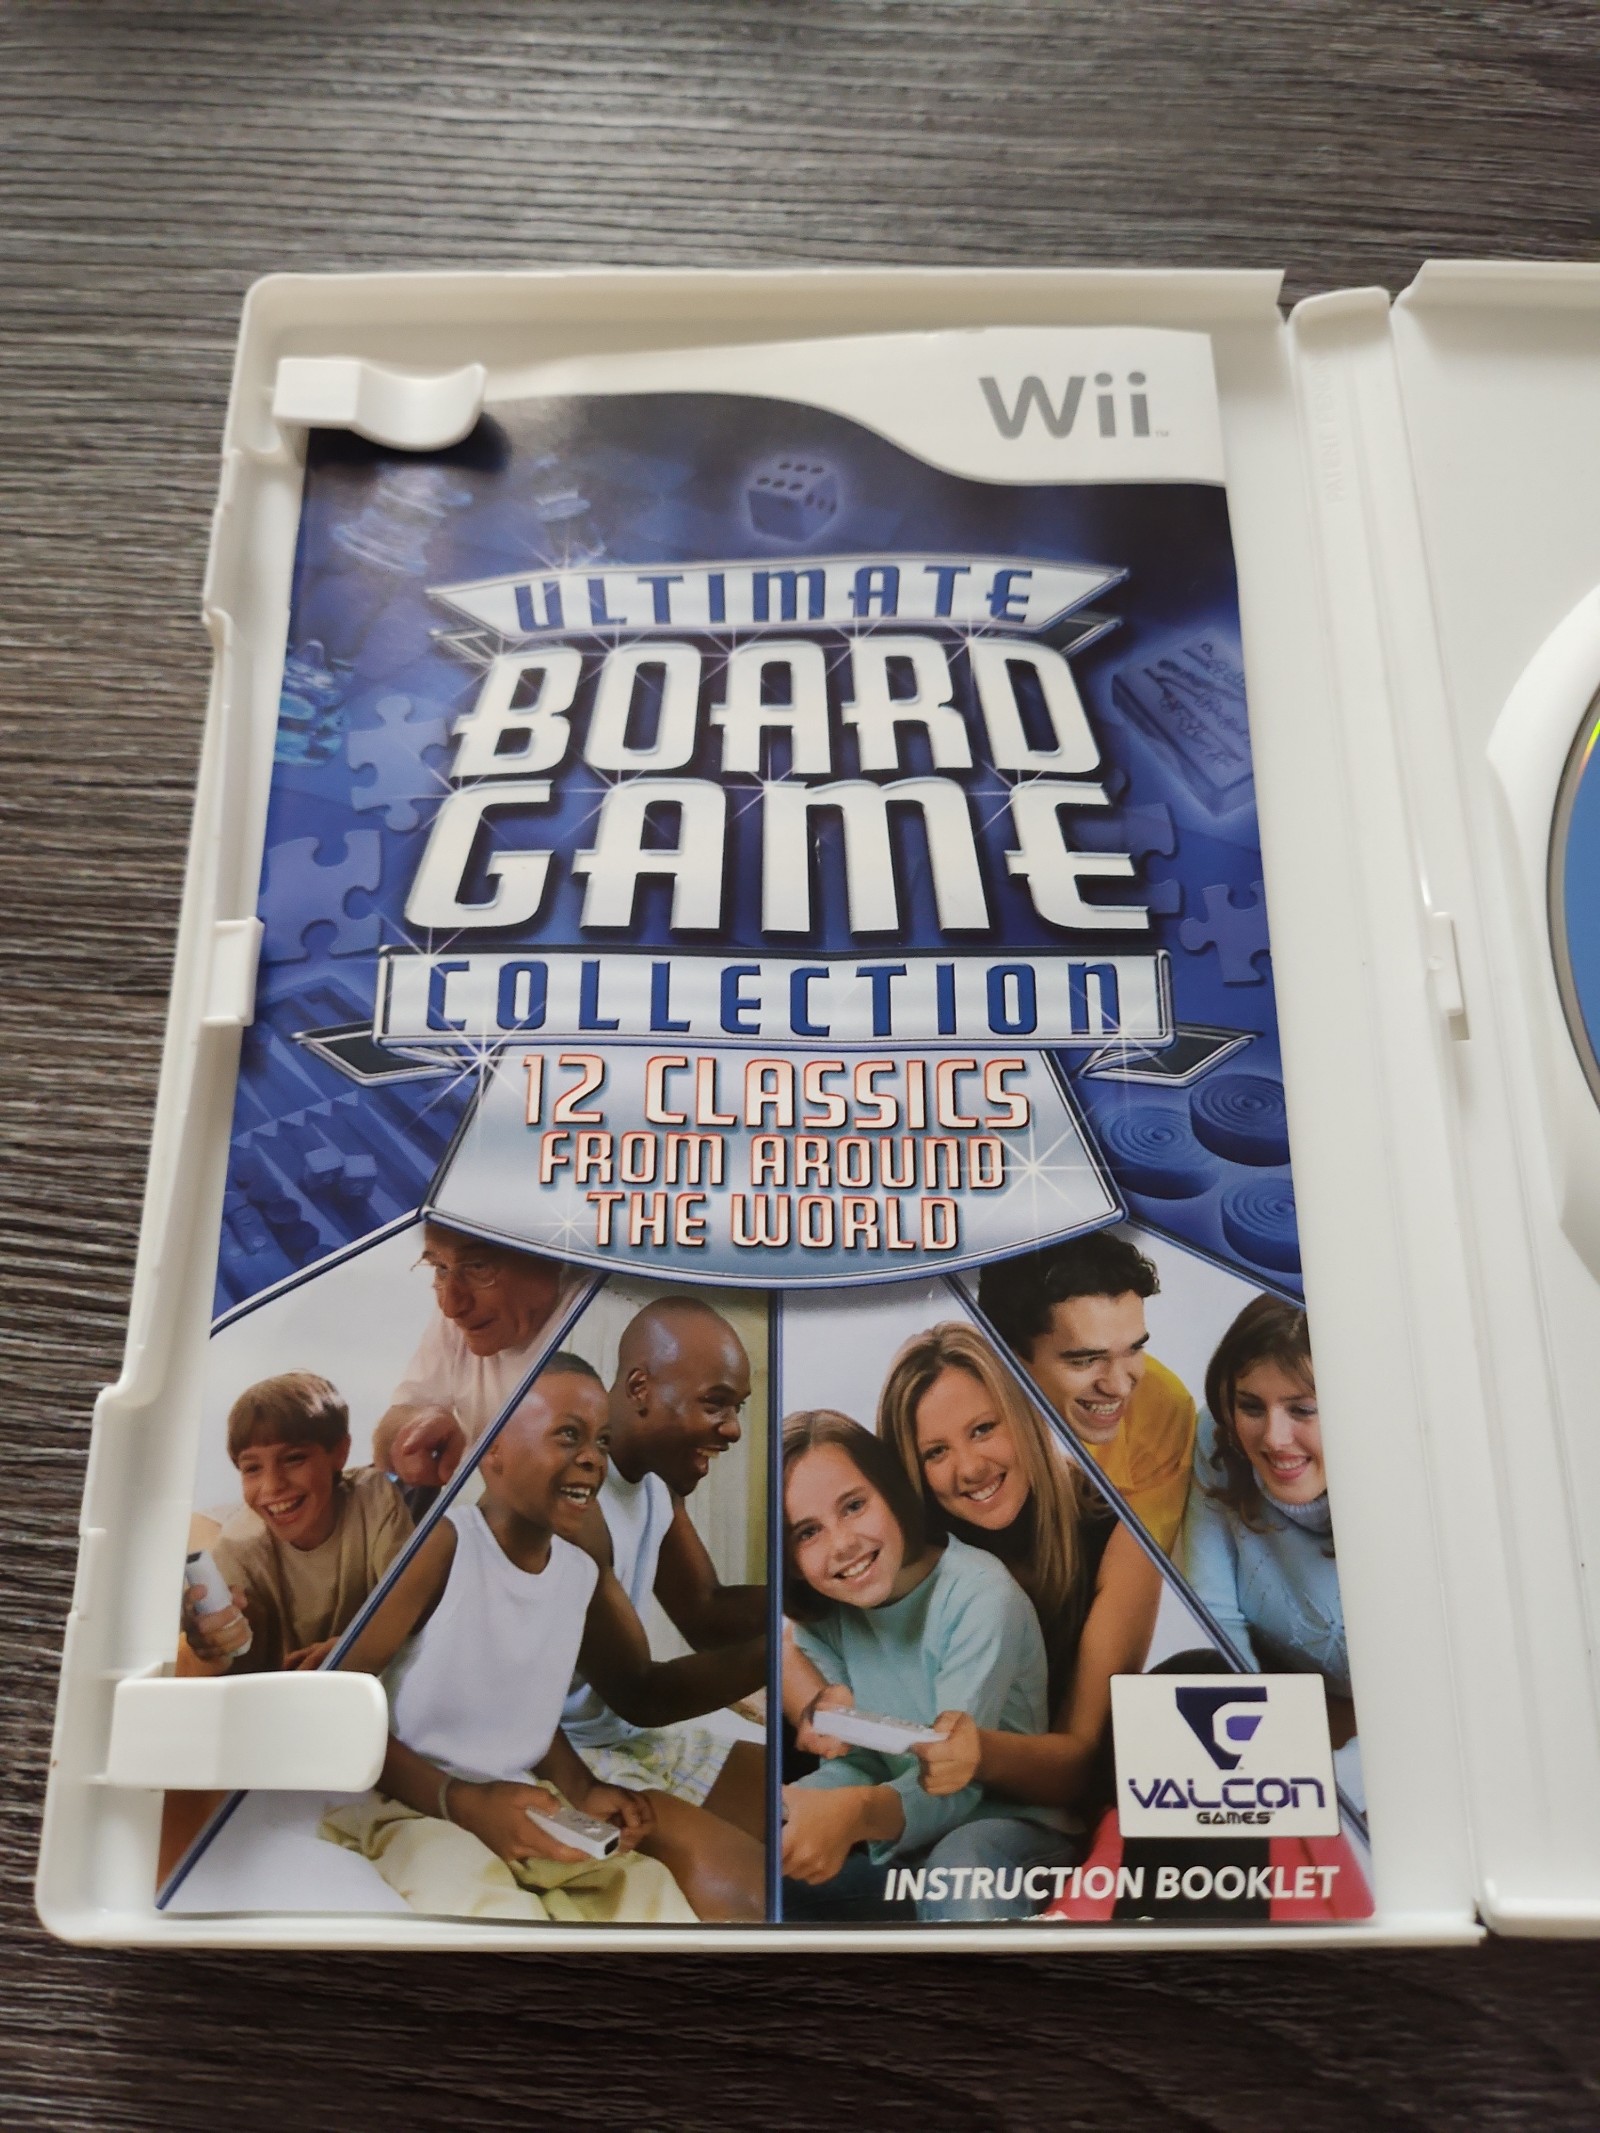 Wii
ULTIMATE
BOARD
GAME
COLLECTION
12 CLASSICS
FROM AROUND
THE WORLD
VALCON
GAMES
INSTRUCTION BOOKLET